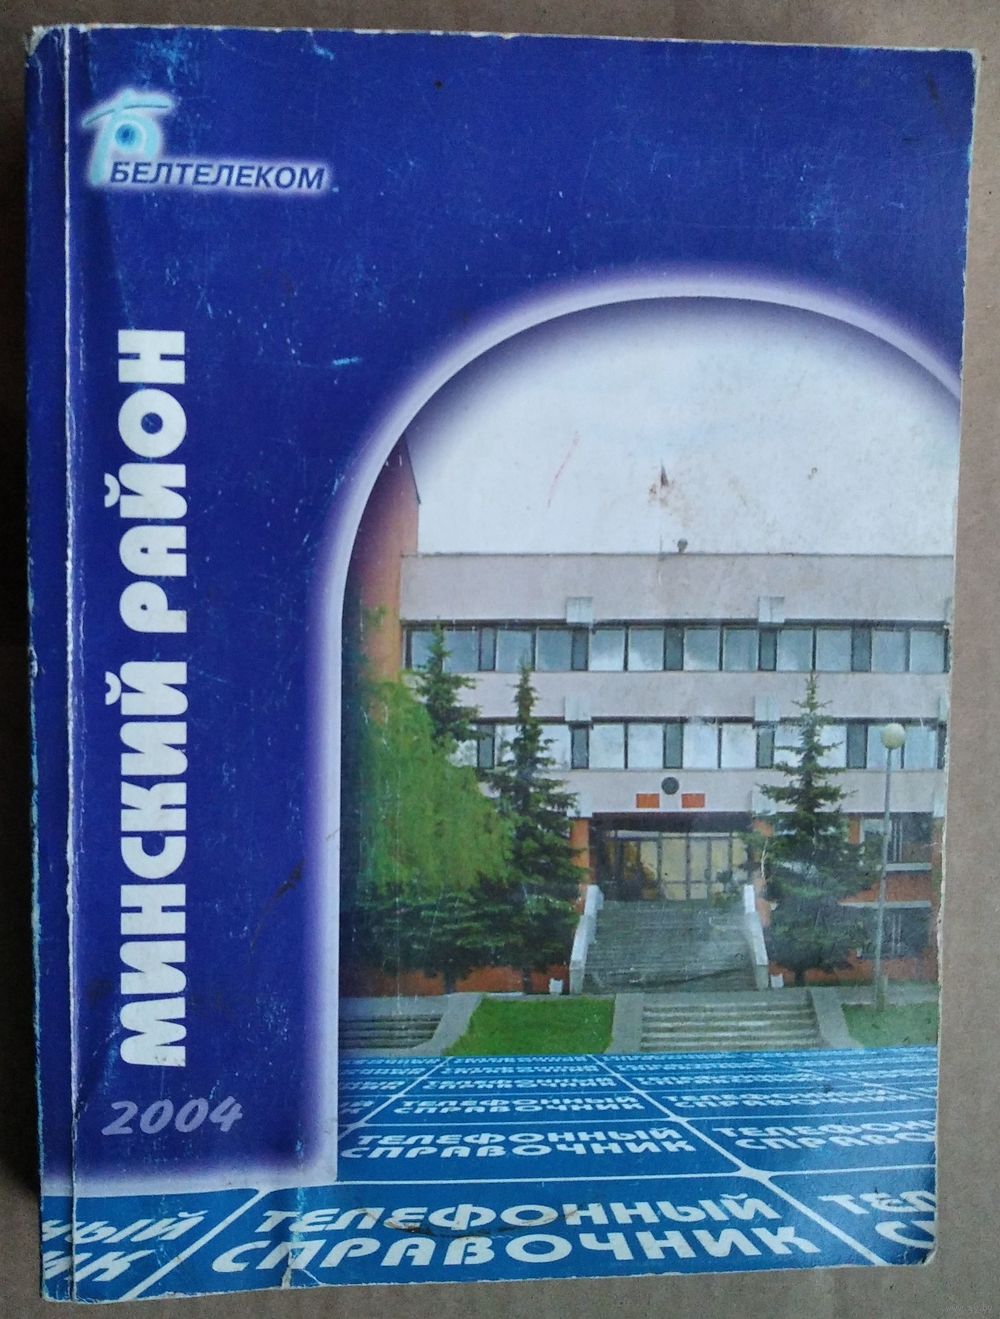 БЕЛТЕЛЕКОМ
МИНСКИЙ РАЙОН
2004
ТЕЛЕФОННЫЙ
СПРАВОЧНИК
ТЕЛЕФОННЫЙ
СПРАВОЧНИК
ТЕЛЕФОННЫЙ
СПРАВОЧНИК